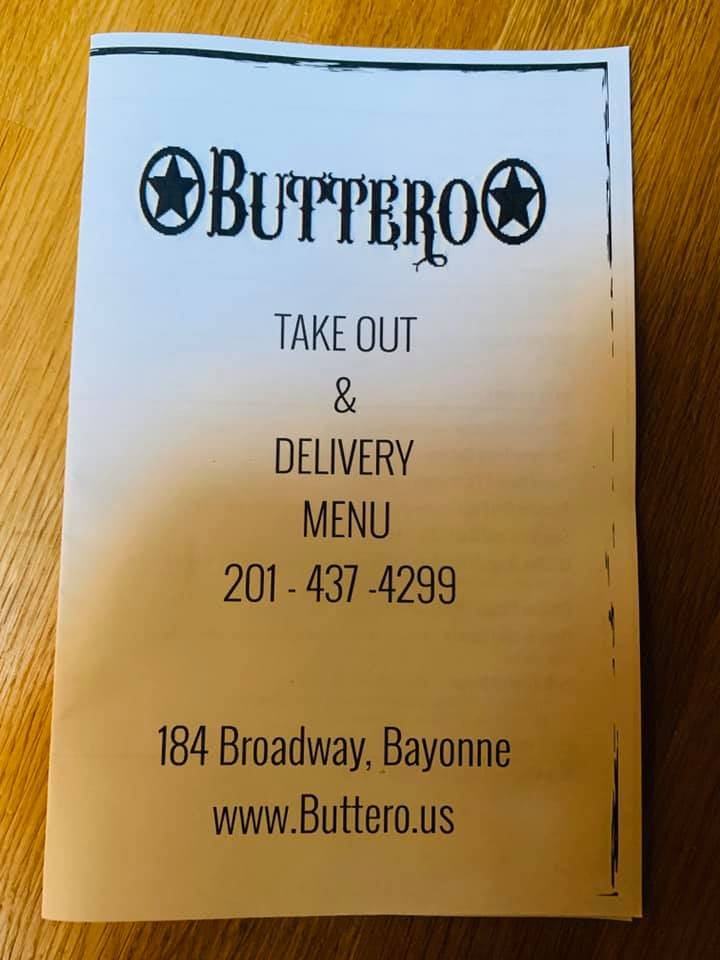 BUTTERO
TAKE OUT
&
DELIVERY
MENU
201 - 437 -4299
184 Broadway, Bayonne
www.Buttero.us